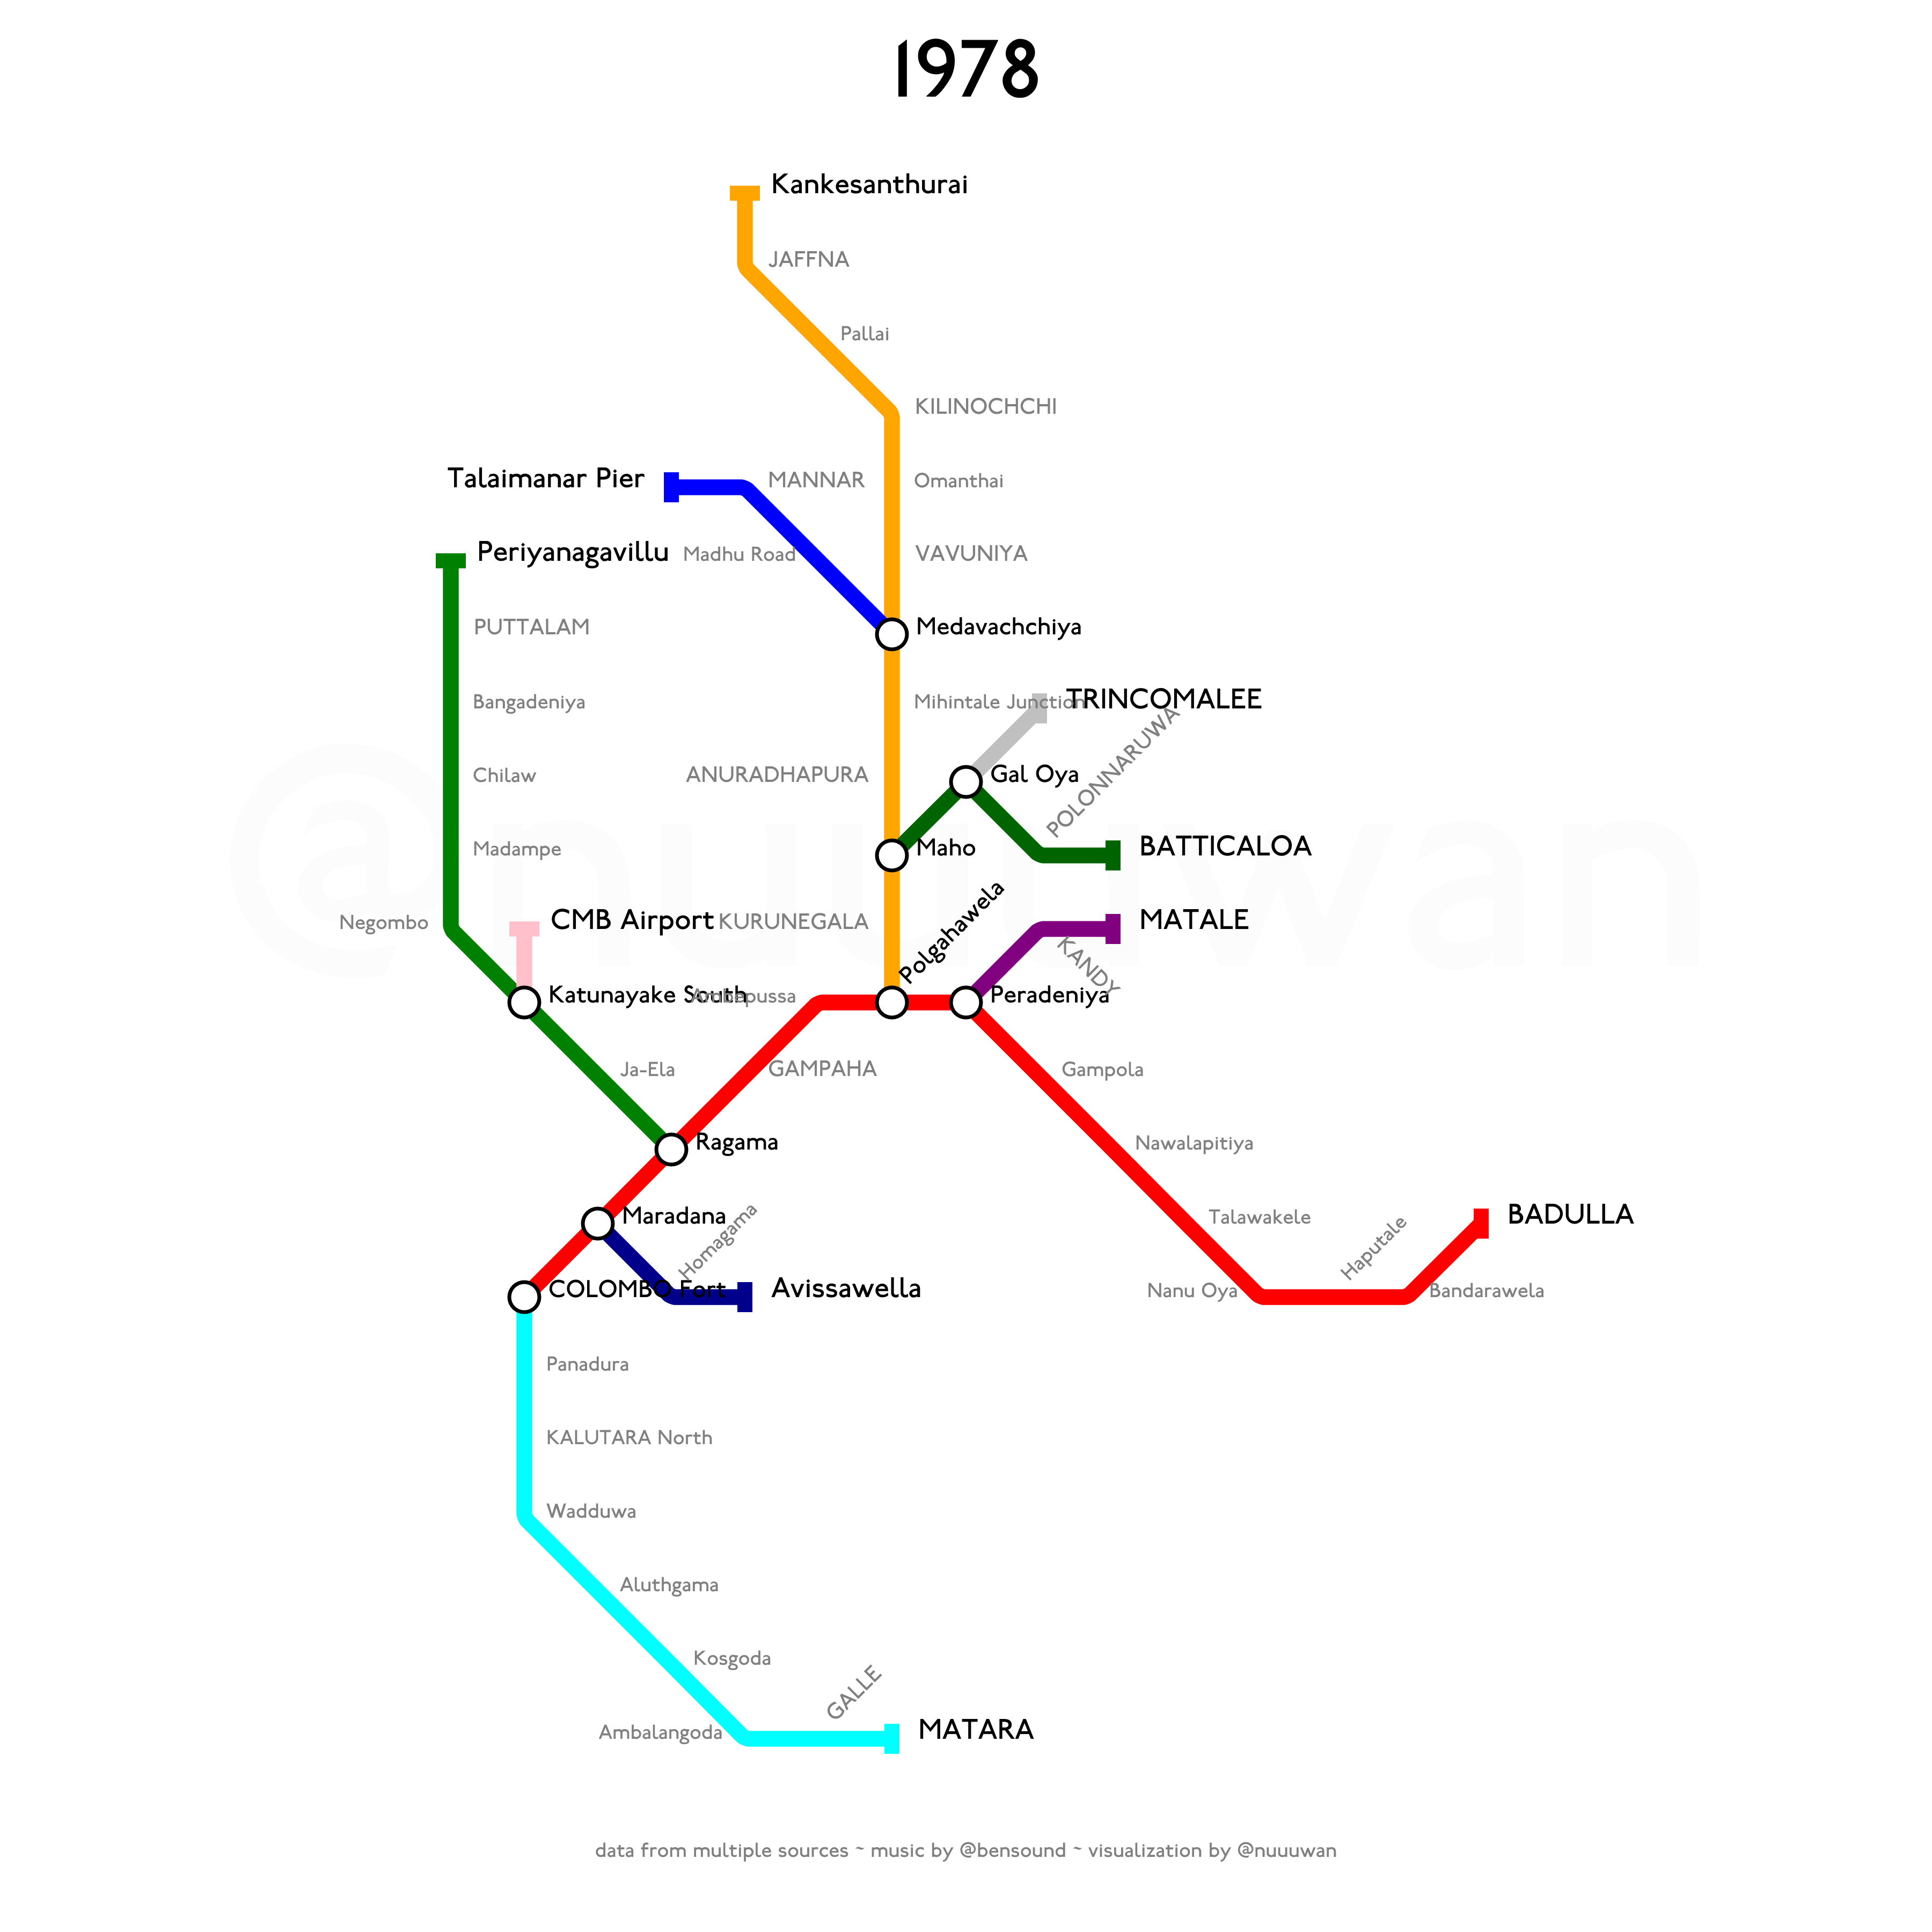 1978
Kankesanthurai
JAFFNA
Pallai
KILINOCHCHI
Talaimanar Pier
MANNAR
Omanthai
Periyanagavillu
Madhu Road
VAVUNIYA
PUTTALAM
Medavachchiya
Bangadeniya
Mihintale Junction
TRINCOMALEE
Chilaw
ANURADHAPURA
Gal Oya
POLONNARUWA
Madampe
Maho
BATTICALOA
@nuuuwan
Negombo
CMB Airport
KURUNEGALA
Polgahawela
MATALE
KANDY
Katunayake South
Ambepussa
Peradeniya
Ja-Ela
GAMPAHA
Gampola
Ragama
Nawalapitiya
Maradana
Homagama
Talawakele
Haputale
BADULLA
COLOMBO Fort
Avissawella
Nanu Oya
Bandarawela
Panadura
KALUTARA North
Wadduwa
Aluthgama
Kosgoda
GALLE
Ambalangoda
MATARA
data from multiple sources ~ music by @bensound ~ visualization by @nuuuwan